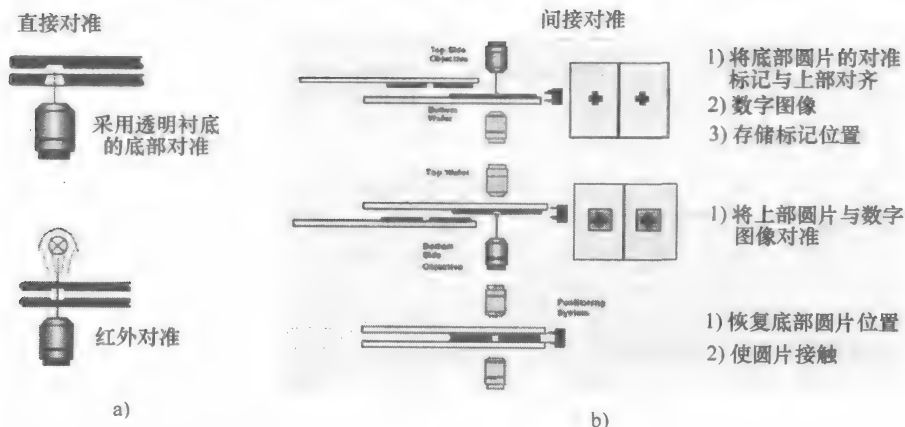 直接对准
采用透明衬底
的底部对准
红外对准
a)
间接对准
Top Side
Objective
Bottom
Wafer
1) 将底部圆片的对准
标记与上部对齐
2) 数字图像
3) 存储标记位置
Top Wafer
Bottom
Side
Objective
1) 将上部圆片与数字
图像对准
Positioning
System
1) 恢复底部圆片位置
2) 使圆片接触
b)